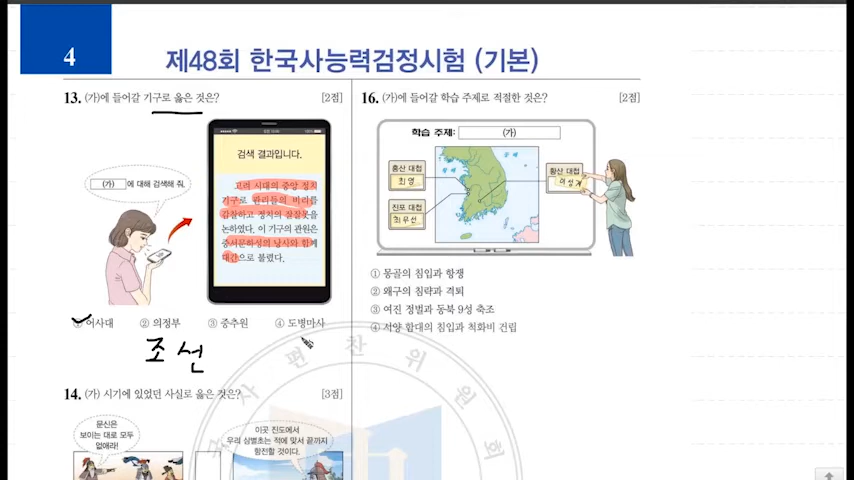 4
제48회 한국사능력검정시험 (기본)
13. (가)에 들어갈 기구로 옳은 것은? [2점]
검색 결과입니다.
(가) 에 대해 검색해 줘.
고려 시대의 중앙 정치
기구로 관리들의 비리를
감찰하고 정치의 잘잘못을
논하였다. 이 기구의 관원은
중서문하성의 낭사와 함께
대간으로 불렸다.
① 어사대 ② 의정부 ③ 중추원 ④ 도병마사
조선
14. (가) 시기에 있었던 사실로 옳은 것은? [3점]
문신은
보이는 대로 모두
없애라!
이곳 진도에서
우리 삼별초는 적에 맞서 끝까지
항전할 것이다.
16. (가)에 들어갈 학습 주제로 적절한 것은? [2점]
학습 주제: (가)
홍산 대첩
최영
진포 대첩
최무선
황산 대첩
이성계
① 몽골의 침입과 항쟁
② 왜구의 침략과 격퇴
③ 여진 정벌과 동북 9성 축조
④ 서양 함대의 침입과 척화비 건립
사 편 찬 위 원 회